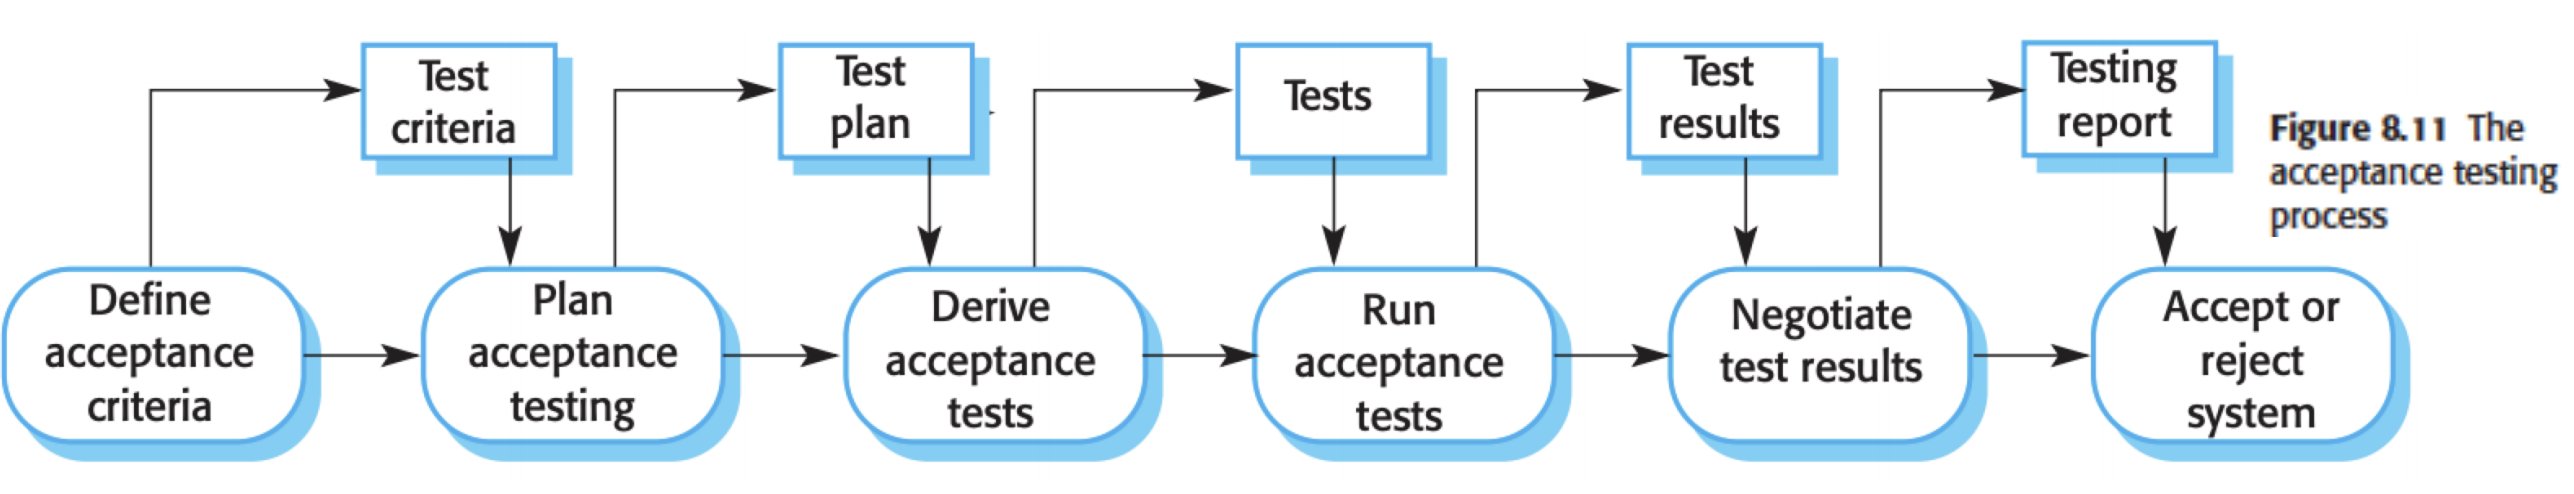 Test
criteria
Test
plan
Tests
Test
results
Testing
report
Figure 8.11 The
acceptance testing
process
Define
acceptance
criteria
Plan
acceptance
testing
Derive
acceptance
tests
Run
acceptance
tests
Negotiate
test results
Accept or
reject
system